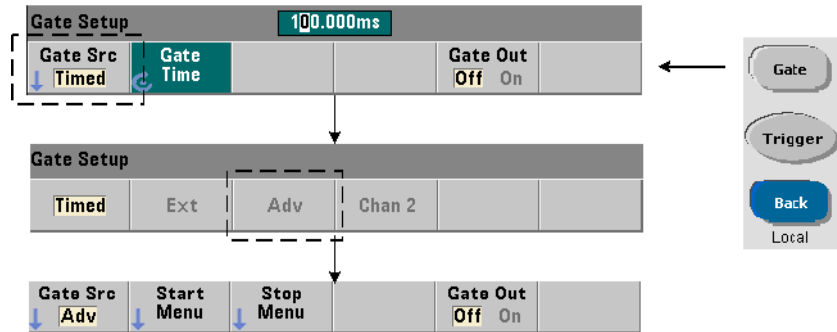 Gate Setup 100.000ms
Gate Src Gate Gate Out
Timed Time Off On
Gate
Trigger
Gate Setup
Timed Ext Adv Chan 2
Back
Local
Gate Src Start Stop Gate Out
Adv Menu Menu Off On